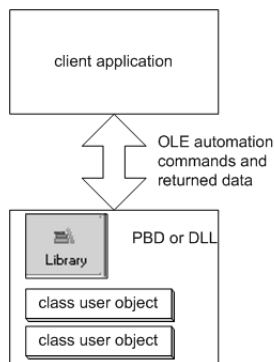 client application
OLE automation
commands and
returned data
PBD or DLL
Library
class user object
class user object